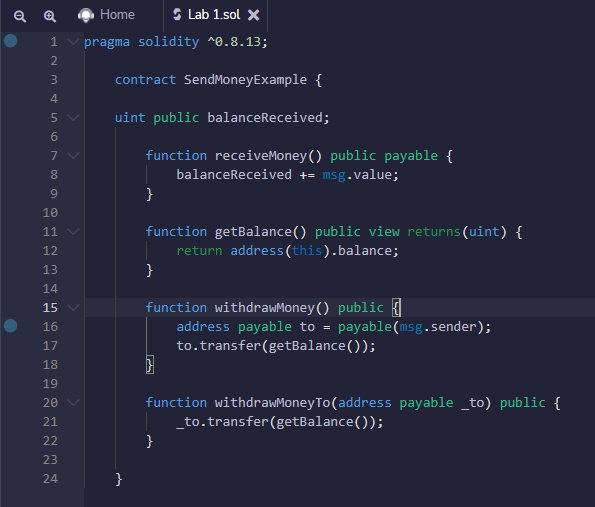 Home Lab 1.sol
1 pragma solidity ^0.8.13;
2
3 contract SendMoneyExample {
4
5 uint public balanceReceived;
6
7 function receiveMoney() public payable {
8 balanceReceived += msg.value;
9 }
10
11 function getBalance() public view returns(uint) {
12 return address(this).balance;
13 }
14
15 function withdrawMoney() public {
16 address payable to = payable(msg.sender);
17 to.transfer(getBalance());
18 }
19
20 function withdrawMoneyTo(address payable _to) public {
21 _to.transfer(getBalance());
22 }
23
24 }